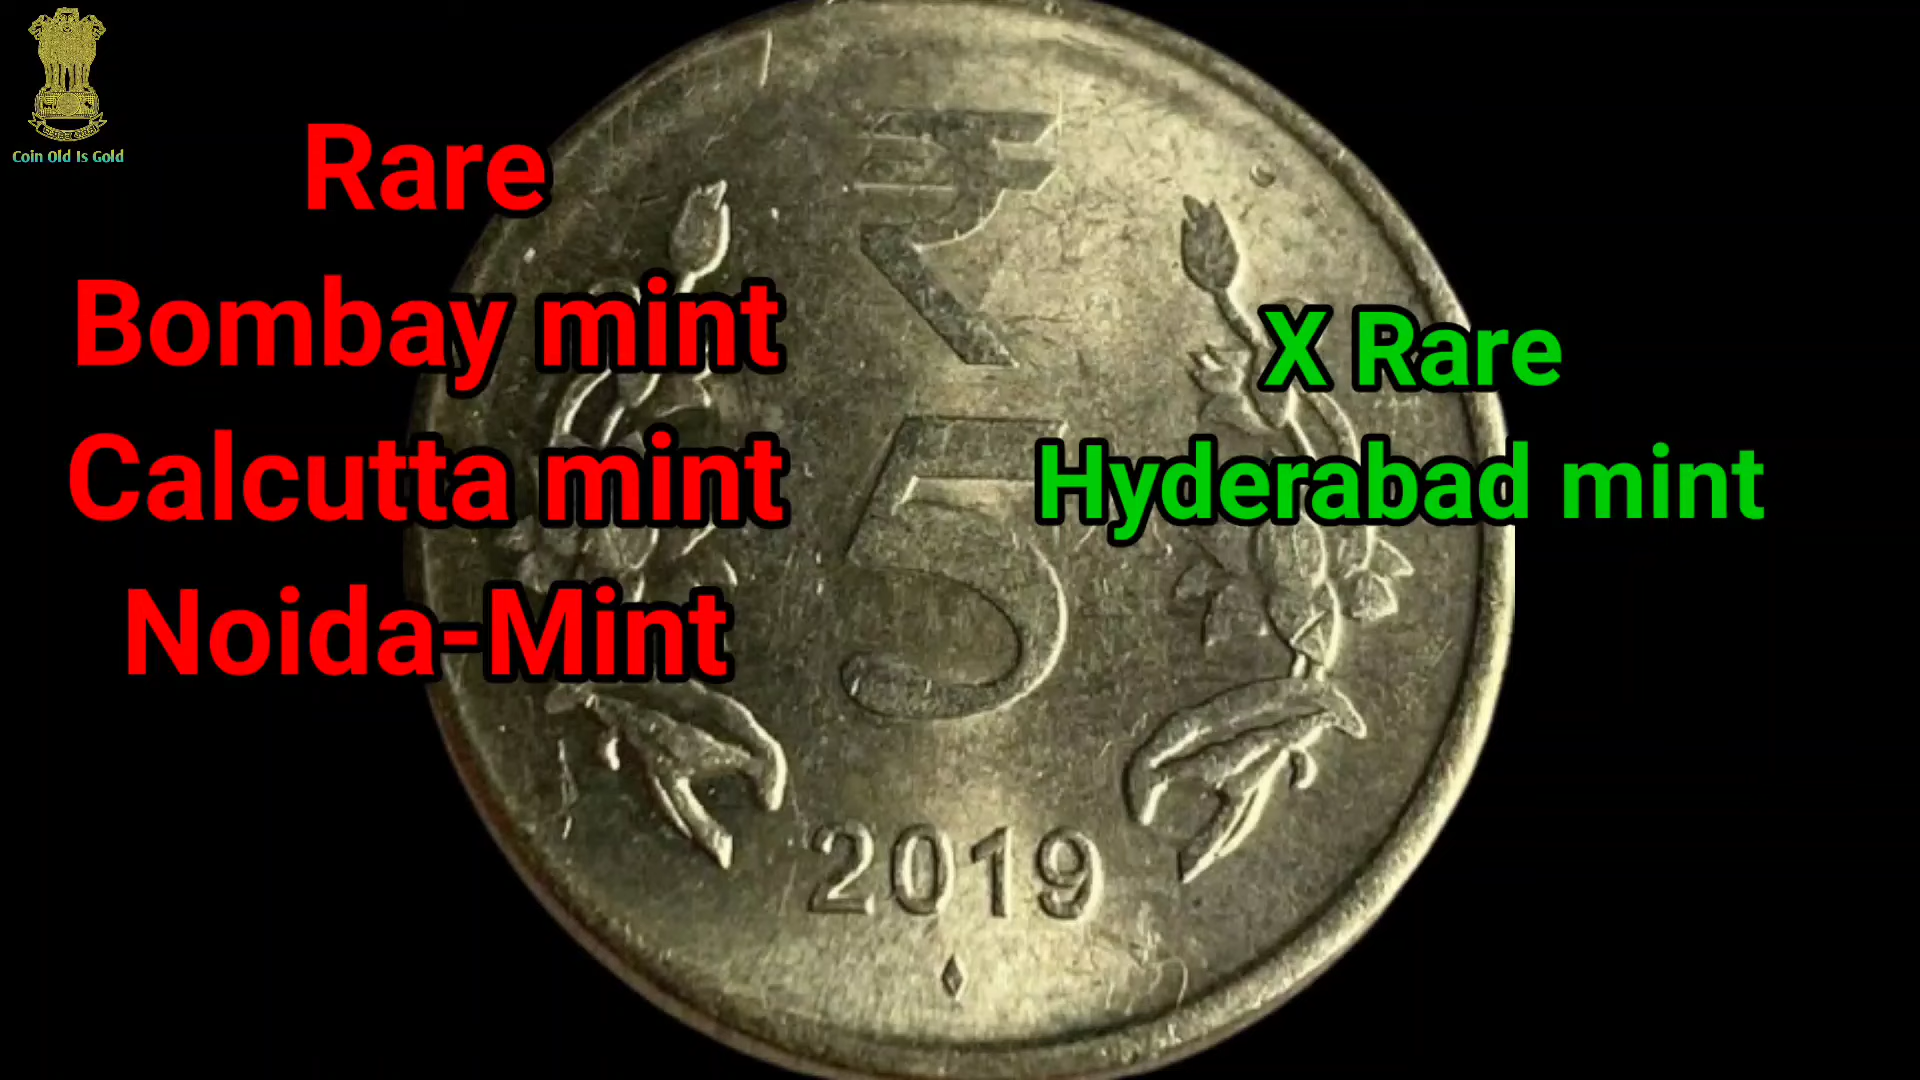 Coin Old Is Gold
Rare
Bombay mint
Calcutta mint
Noida-Mint
X Rare
Hyderabad mint
₹
5
2019